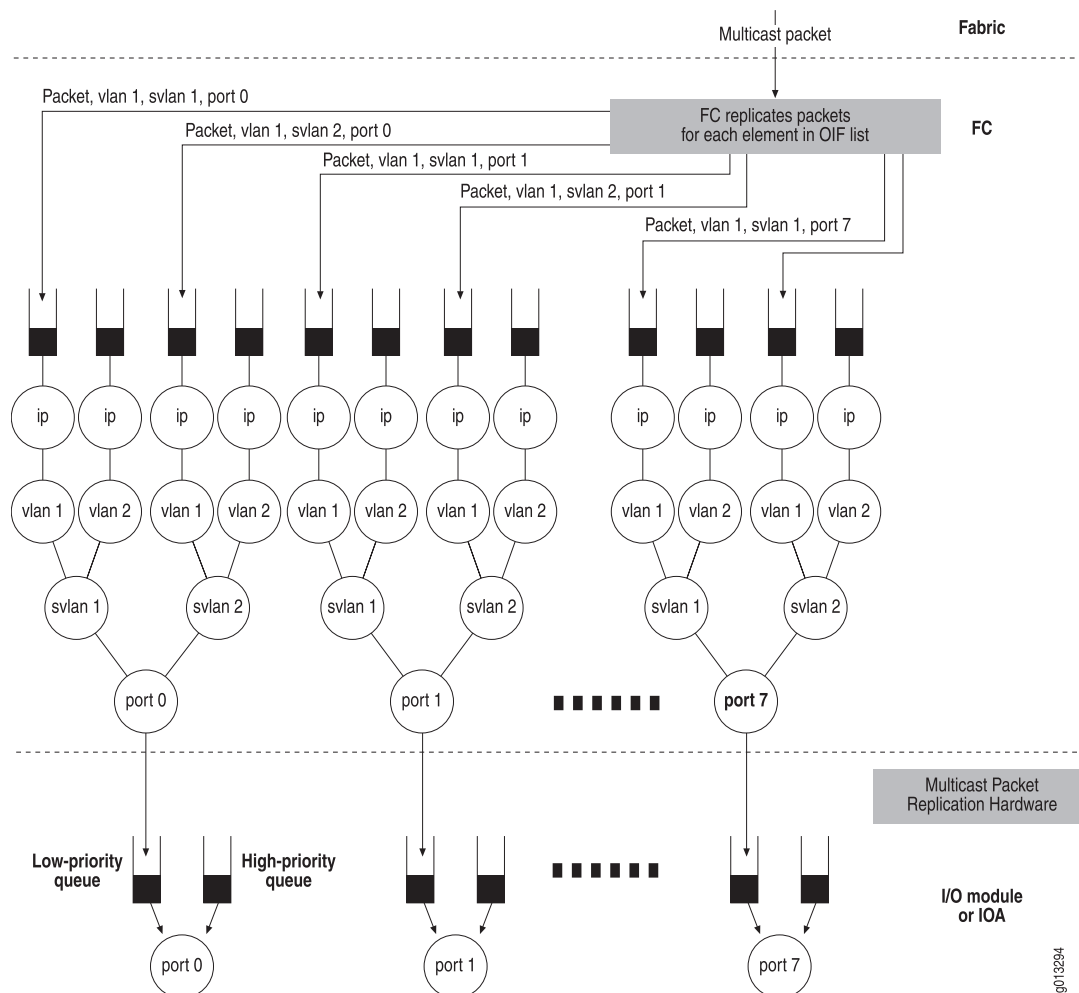 Multicast packet
Fabric
Packet, vlan 1, svlan 1, port 0
FC replicates packets
for each element in OIF list
FC
Packet, vlan 1, svlan 2, port 0
Packet, vlan 1, svlan 1, port 1
Packet, vlan 1, svlan 2, port 1
Packet, vlan 1, svlan 1, port 7
ip ip ip ip ip ip ip ip ip ip ip ip
vlan 1 vlan 2 vlan 1 vlan 2 vlan 1 vlan 2 vlan 1 vlan 2 vlan 1 vlan 2 vlan 1 vlan 2
svlan 1 svlan 2 svlan 1 svlan 2 svlan 1 svlan 2
port 0 port 1 port 7
Multicast Packet
Replication Hardware
Low-priority
queue
High-priority
queue
I/O module
or IOA
port 0 port 1 port 7
g013294